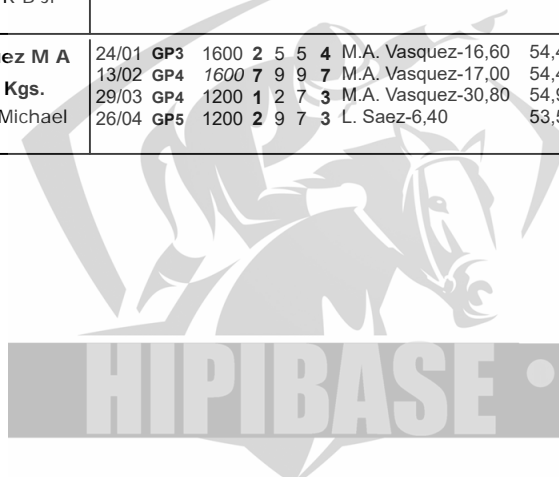 ez M A
Kgs.
Michael
24/01 GP3 1600 2 5 5 4 M.A. Vasquez-16,60 54,4
13/02 GP4 1600 7 9 9 7 M.A. Vasquez-17,00 54,4
29/03 GP4 1200 1 2 7 3 M.A. Vasquez-30,80 54,9
26/04 GP5 1200 2 9 7 3 L. Saez-6,40 53,5
HIPIBASE